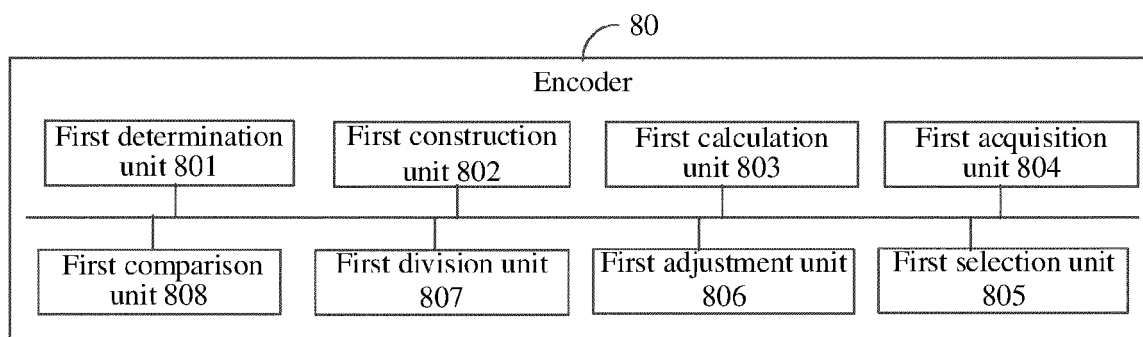 80
Encoder
First determination
unit 801
First construction
unit 802
First calculation
unit 803
First acquisition
unit 804
First comparison
unit 808
First division unit
807
First adjustment unit
806
First selection unit
805